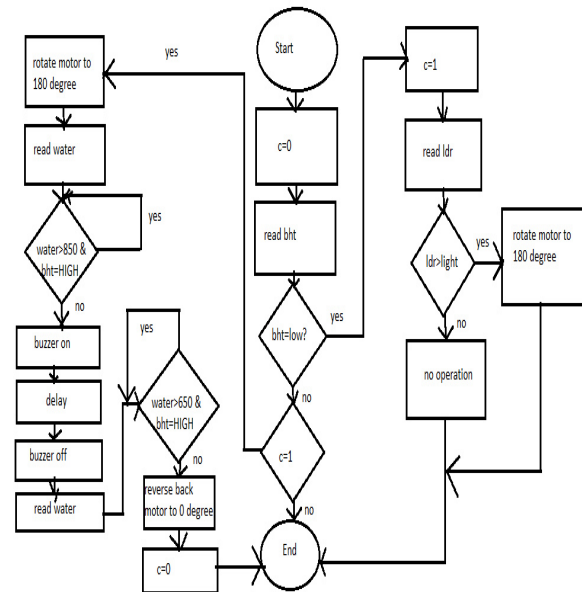 Start
c=0
read bht
bht=low?
yes
no
c=1
yes
no
End
c=1
read ldr
ldr>light
yes
no
rotate motor to
180 degree
no operation
rotate motor to
180 degree
read water
water>850 &
bht=HIGH
yes
no
buzzer on
delay
buzzer off
read water
yes
water>650 &
bht=HIGH
no
reverse back
motor to 0 degree
c=0